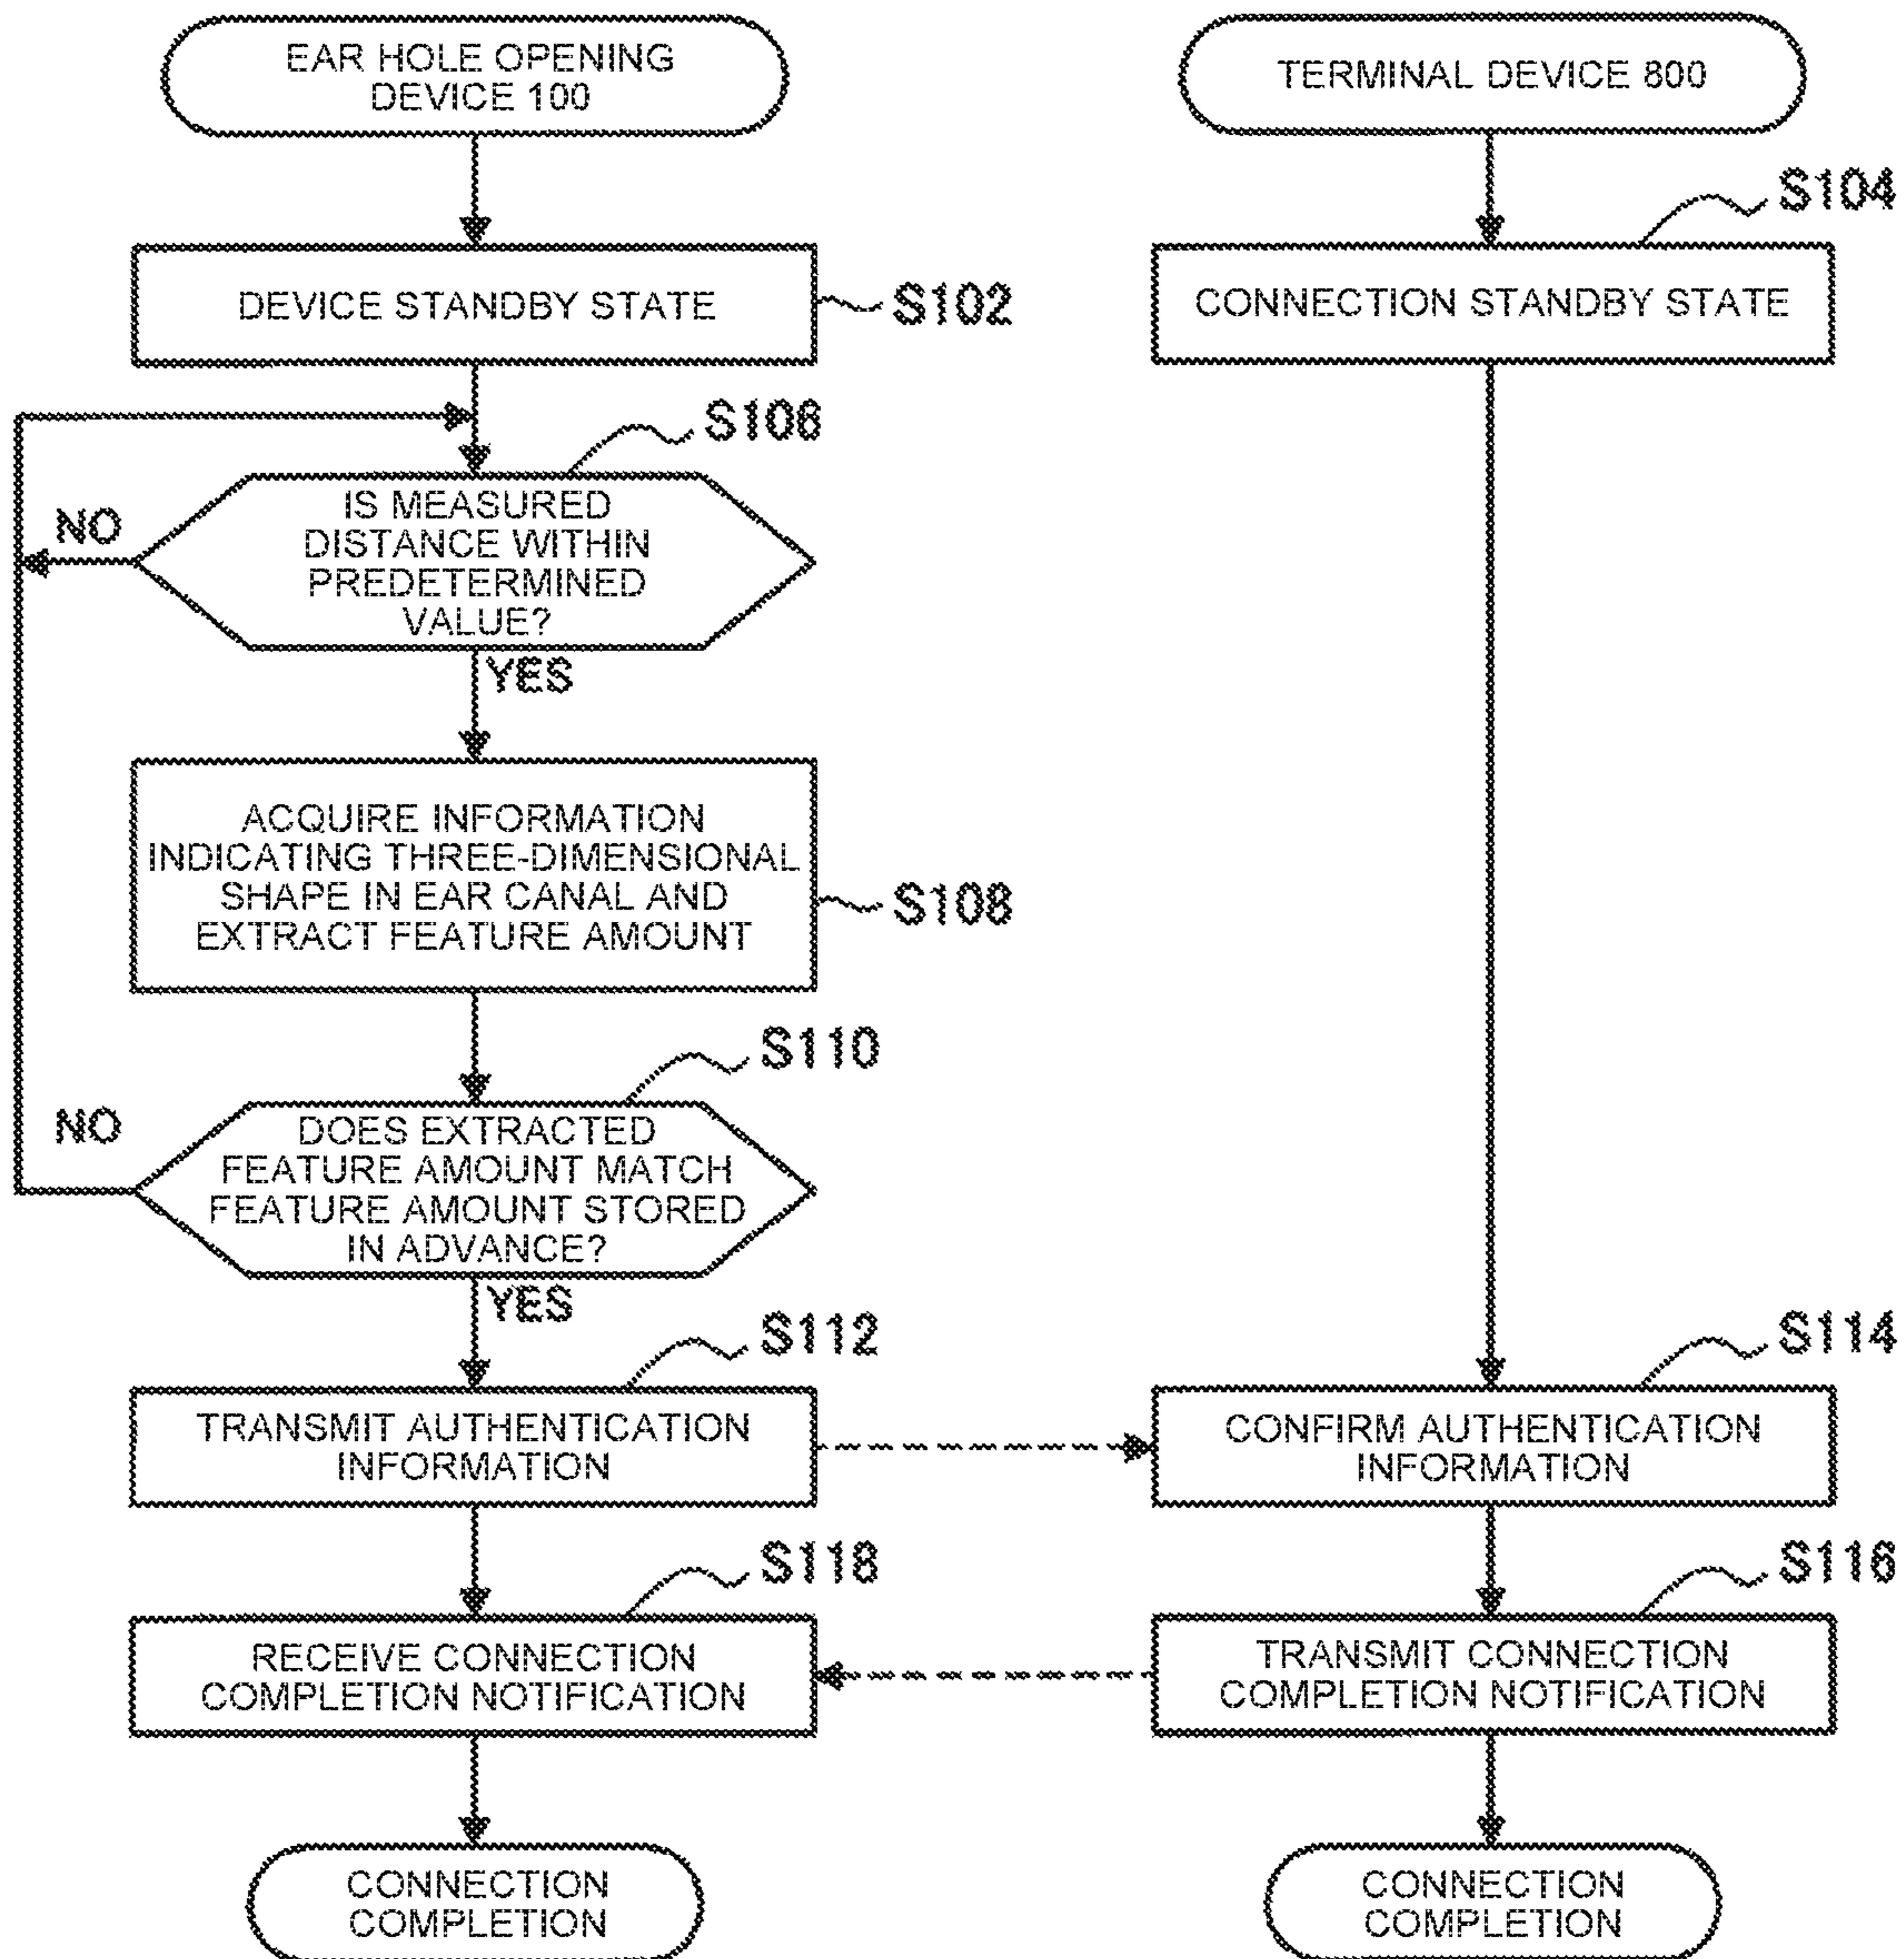 EAR HOLE OPENING
DEVICE 100
TERMINAL DEVICE 800
S104
DEVICE STANDBY STATE
S102
CONNECTION STANDBY STATE
S106
NO
IS MEASURED
DISTANCE WITHIN
PREDETERMINED
VALUE?
YES
ACQUIRE INFORMATION
INDICATING THREE-DIMENSIONAL
SHAPE IN EAR CANAL AND
EXTRACT FEATURE AMOUNT
S108
S110
NO
DOES EXTRACTED
FEATURE AMOUNT MATCH
FEATURE AMOUNT STORED
IN ADVANCE?
YES
S112
S114
TRANSMIT AUTHENTICATION
INFORMATION
CONFIRM AUTHENTICATION
INFORMATION
S118
S116
RECEIVE CONNECTION
COMPLETION NOTIFICATION
TRANSMIT CONNECTION
COMPLETION NOTIFICATION
CONNECTION
COMPLETION
CONNECTION
COMPLETION